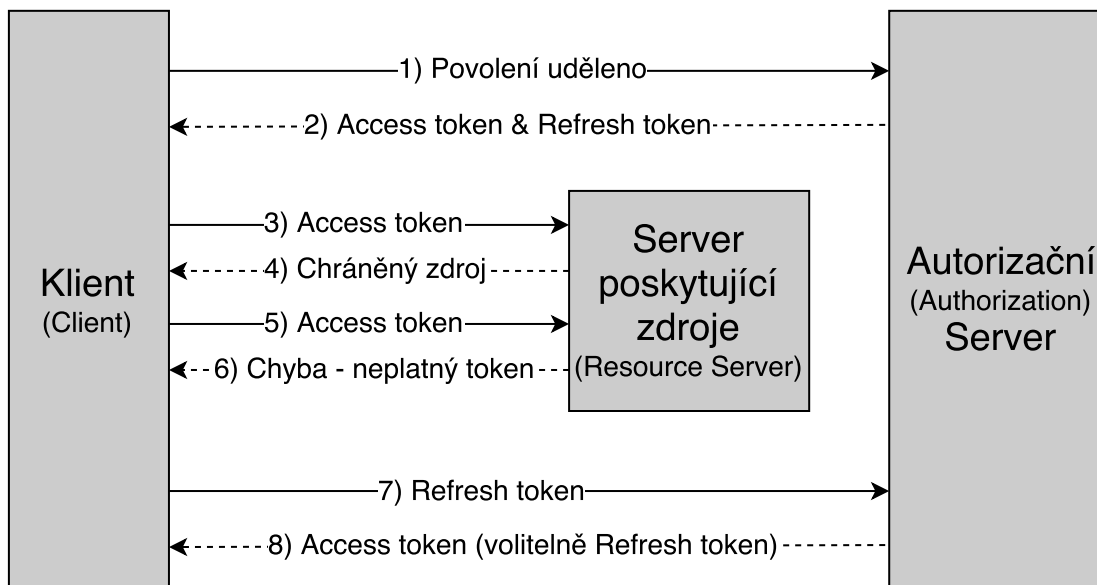 1) Povolení uděleno
2) Access token & Refresh token
3) Access token
4) Chráněný zdroj
5) Access token
6) Chyba - neplatný token
7) Refresh token
8) Access token (volitelně Refresh token)
Klient
(Client)
Server
poskytující
zdroje
(Resource Server)
Autorizační
(Authorization)
Server